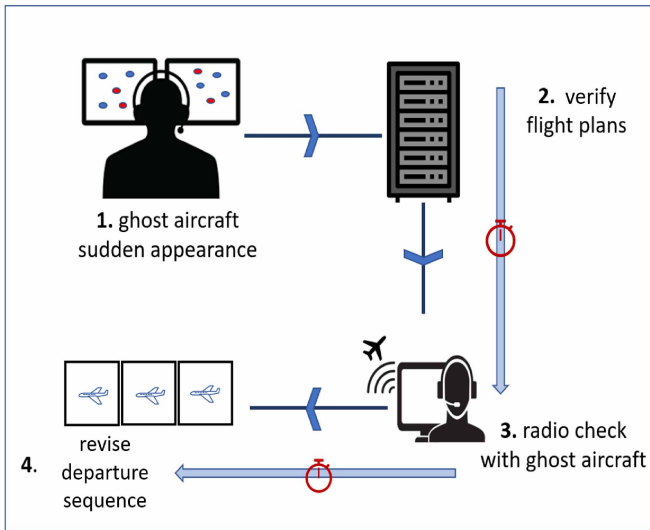 1. ghost aircraft
sudden appearance
2. verify
flight plans
3. radio check
with ghost aircraft
4.
revise
departure
sequence